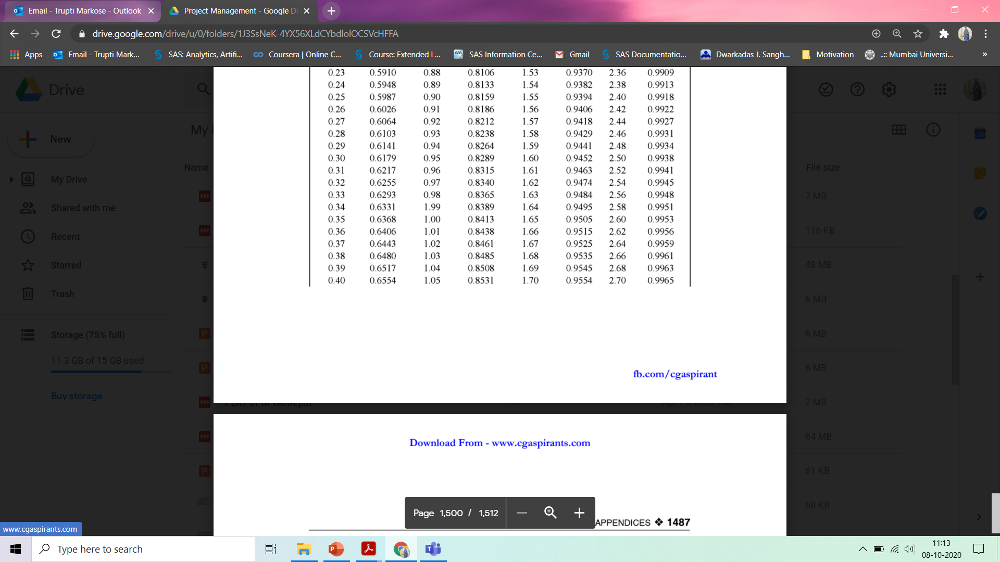 Email - Trupti Markose - Outlook
Project Management - Google D
drive.google.com/drive/u/0/folders/1J3SsNeK-4YX56XLdCYbdlolOCSVcHFFA
Apps Email - Trupti Mark... SAS: Analytics, Artifi... Coursera | Online C... Course: Extended L... SAS Information Ce... Gmail SAS Documentatio... Dwarkadas J. Sangh... Motivation ..:: Mumbai Universi... »
0.23 0.5910 0.88 0.8106 1.53 0.9370 2.36 0.9909
0.24 0.5948 0.89 0.8133 1.54 0.9382 2.38 0.9913
0.25 0.5987 0.90 0.8159 1.55 0.9394 2.40 0.9918
0.26 0.6026 0.91 0.8186 1.56 0.9406 2.42 0.9922
0.27 0.6064 0.92 0.8212 1.57 0.9418 2.44 0.9927
0.28 0.6103 0.93 0.8238 1.58 0.9429 2.46 0.9931
0.29 0.6141 0.94 0.8264 1.59 0.9441 2.48 0.9934
0.30 0.6179 0.95 0.8289 1.60 0.9452 2.50 0.9938
0.31 0.6217 0.96 0.8315 1.61 0.9463 2.52 0.9941
0.32 0.6255 0.97 0.8340 1.62 0.9474 2.54 0.9945
0.33 0.6293 0.98 0.8365 1.63 0.9484 2.56 0.9948
0.34 0.6331 1.99 0.8389 1.64 0.9495 2.58 0.9951
0.35 0.6368 1.00 0.8413 1.65 0.9505 2.60 0.9953
0.36 0.6406 1.01 0.8438 1.66 0.9515 2.62 0.9956
0.37 0.6443 1.02 0.8461 1.67 0.9525 2.64 0.9959
0.38 0.6480 1.03 0.8485 1.68 0.9535 2.66 0.9961
0.39 0.6517 1.04 0.8508 1.69 0.9545 2.68 0.9963
0.40 0.6554 1.05 0.8531 1.70 0.9554 2.70 0.9965
fb.com/cgaspirant
Download From - www.cgaspirants.com
Page 1,500 / 1,512
APPENDICES ❖ 1487
Drive
New
My Drive
Shared with me
Recent
Starred
Trash
Storage (75% full)
11.3 GB of 15 GB used
Buy storage
My
Name
File size
7 MB
116 KB
48 MB
6 MB
6 MB
6 MB
2 MB
64 MB
61 KB
68 KB
www.cgaspirants.com
Type here to search
11:13
08-10-2020